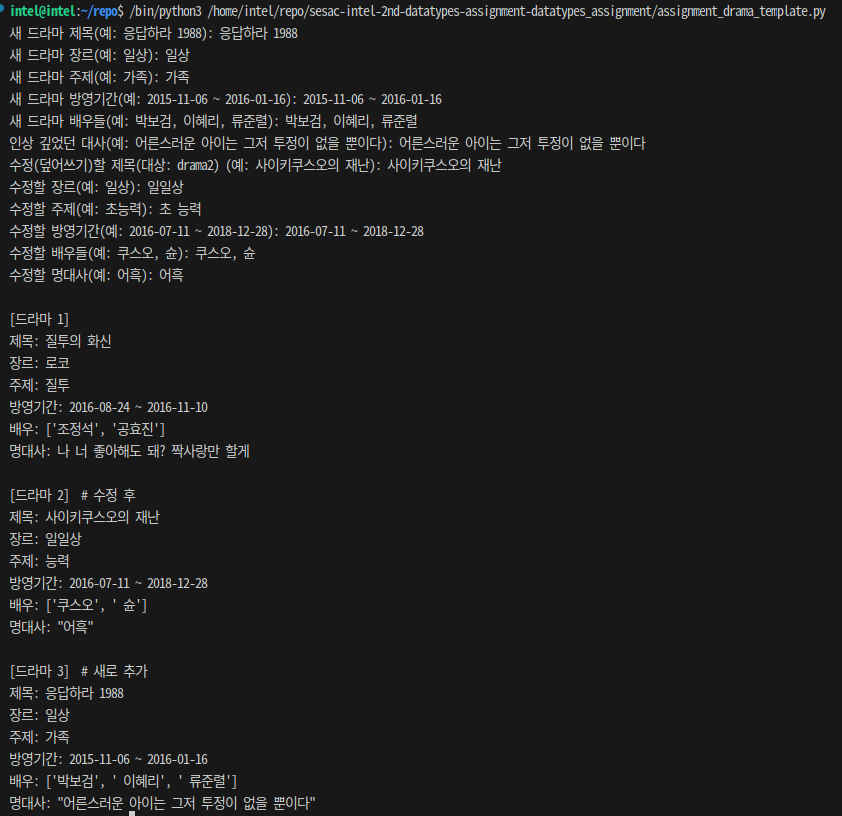 intel@intel:~/repo$ /bin/python3 /home/intel/repo/sesac-intel-2nd-datatypes-assignment-datatypes_assignment/assignment_drama_template.py
새 드라마 제목(예: 응답하라 1988): 응답하라 1988
새 드라마 장르(예: 일상): 일상
새 드라마 주제(예: 가족): 가족
새 드라마 방영기간(예: 2015-11-06 ~ 2016-01-16): 2015-11-06 ~ 2016-01-16
새 드라마 배우들(예: 박보검, 이혜리, 류준렬): 박보검, 이혜리, 류준렬
인상 깊었던 대사(예: 어른스러운 아이는 그저 투정이 없을 뿐이다): 어른스러운 아이는 그저 투정이 없을 뿐이다
수정(덮어쓰기)할 제목(대상: drama2) (예: 사이키쿠스오의 재난): 사이키쿠스오의 재난
수정할 장르(예: 일상): 일일상
수정할 주제(예: 초능력): 초 능력
수정할 방영기간(예: 2016-07-11 ~ 2018-12-28): 2016-07-11 ~ 2018-12-28
수정할 배우들(예: 쿠스오, 슌): 쿠스오, 슌
수정할 명대사(예: 어흑): 어흑
[드라마 1]
제목: 질투의 화신
장르: 로코
주제: 질투
방영기간: 2016-08-24 ~ 2016-11-10
배우: ['조정석', '공효진']
명대사: 나 너 좋아해도 돼? 짝사랑만 할게
[드라마 2]  # 수정 후
제목: 사이키쿠스오의 재난
장르: 일일상
주제: 능력
방영기간: 2016-07-11 ~ 2018-12-28
배우: ['쿠스오', ' 슌']
명대사: "어흑"
[드라마 3]  # 새로 추가
제목: 응답하라 1988
장르: 일상
주제: 가족
방영기간: 2015-11-06 ~ 2016-01-16
배우: ['박보검', ' 이혜리', ' 류준렬']
명대사: "어른스러운 아이는 그저 투정이 없을 뿐이다"